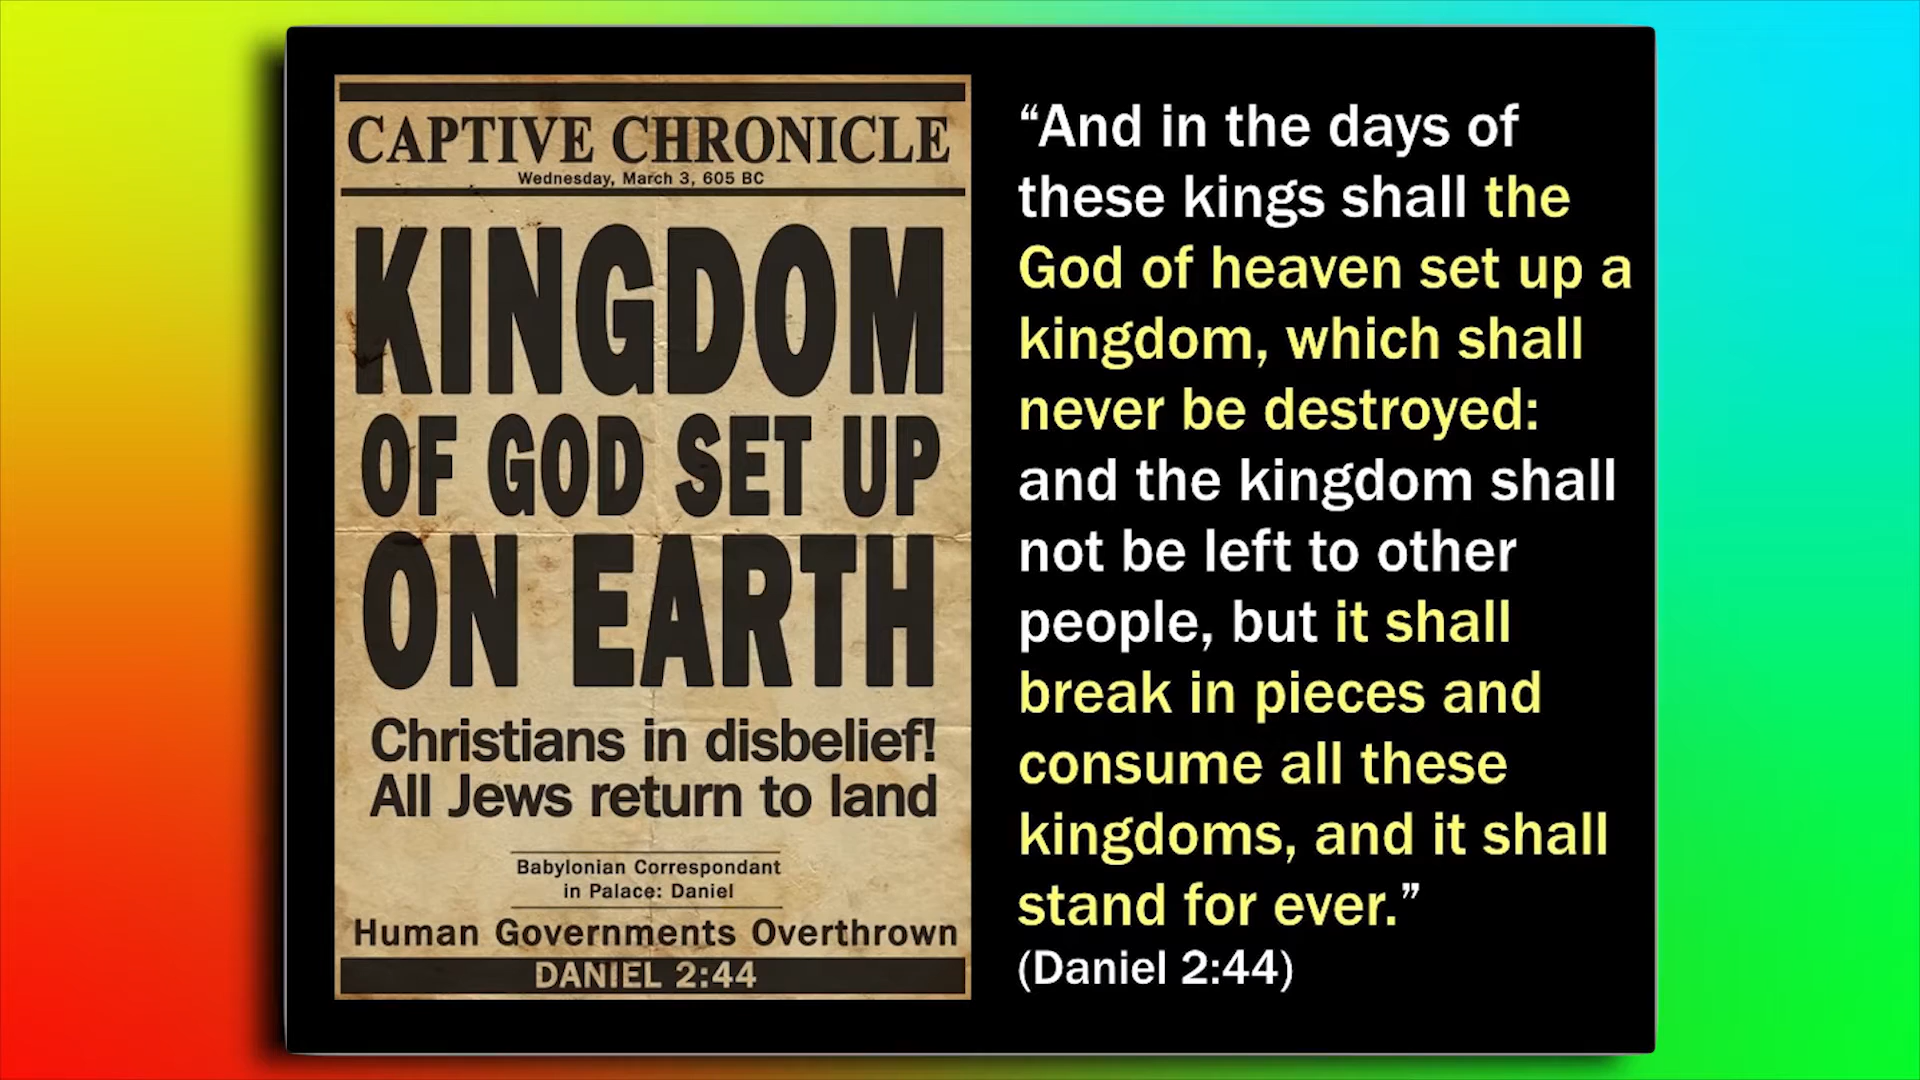 CAPTIVE CHRONICLE
Wednesday, March 3, 605 BC
KINGDOM
OF GOD SET UP
ON EARTH
Christians in disbelief!
All Jews return to land
Babylonian Correspondant
in Palace: Daniel
Human Governments Overthrown
DANIEL 2:44
“And in the days of
these kings shall the
God of heaven set up a
kingdom, which shall
never be destroyed:
and the kingdom shall
not be left to other
people, but it shall
break in pieces and
consume all these
kingdoms, and it shall
stand for ever.”
(Daniel 2:44)